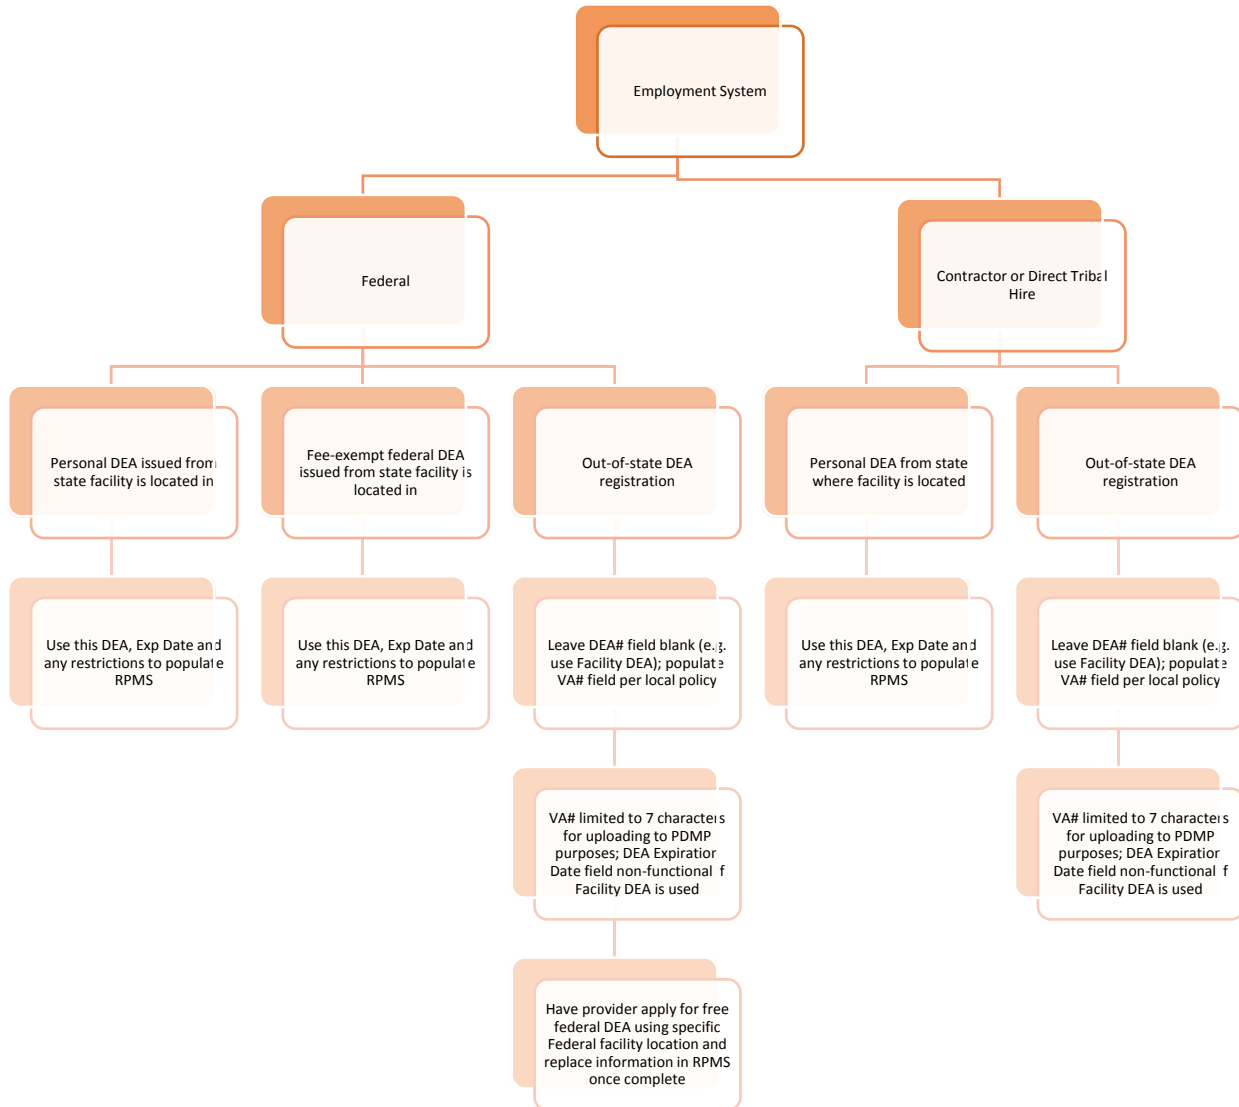 Employment System
Federal
Contractor or Direct Tribal
Hire
Personal DEA issued from
state facility is located in
Fee-exempt federal DEA
issued from state facility is
located in
Out-of-state DEA
registration
Personal DEA from state
where facility is located
Out-of-state DEA
registration
Use this DEA, Exp Date and
any restrictions to populate
RPMS
Use this DEA, Exp Date and
any restrictions to populate
RPMS
Leave DEA# field blank (e.g.
use Facility DEA); populate
VA# field per local policy
Use this DEA, Exp Date and
any restrictions to populate
RPMS
Leave DEA# field blank (e.g.
use Facility DEA); populate
VA# field per local policy
VA# limited to 7 characters
for uploading to PDMP
purposes; DEA Expiration
Date field non-functional if
Facility DEA is used
VA# limited to 7 characters
for uploading to PDMP
purposes; DEA Expiration
Date field non-functional if
Facility DEA is used
Have provider apply for free
federal DEA using specific
Federal facility location and
replace information in RPMS
once complete